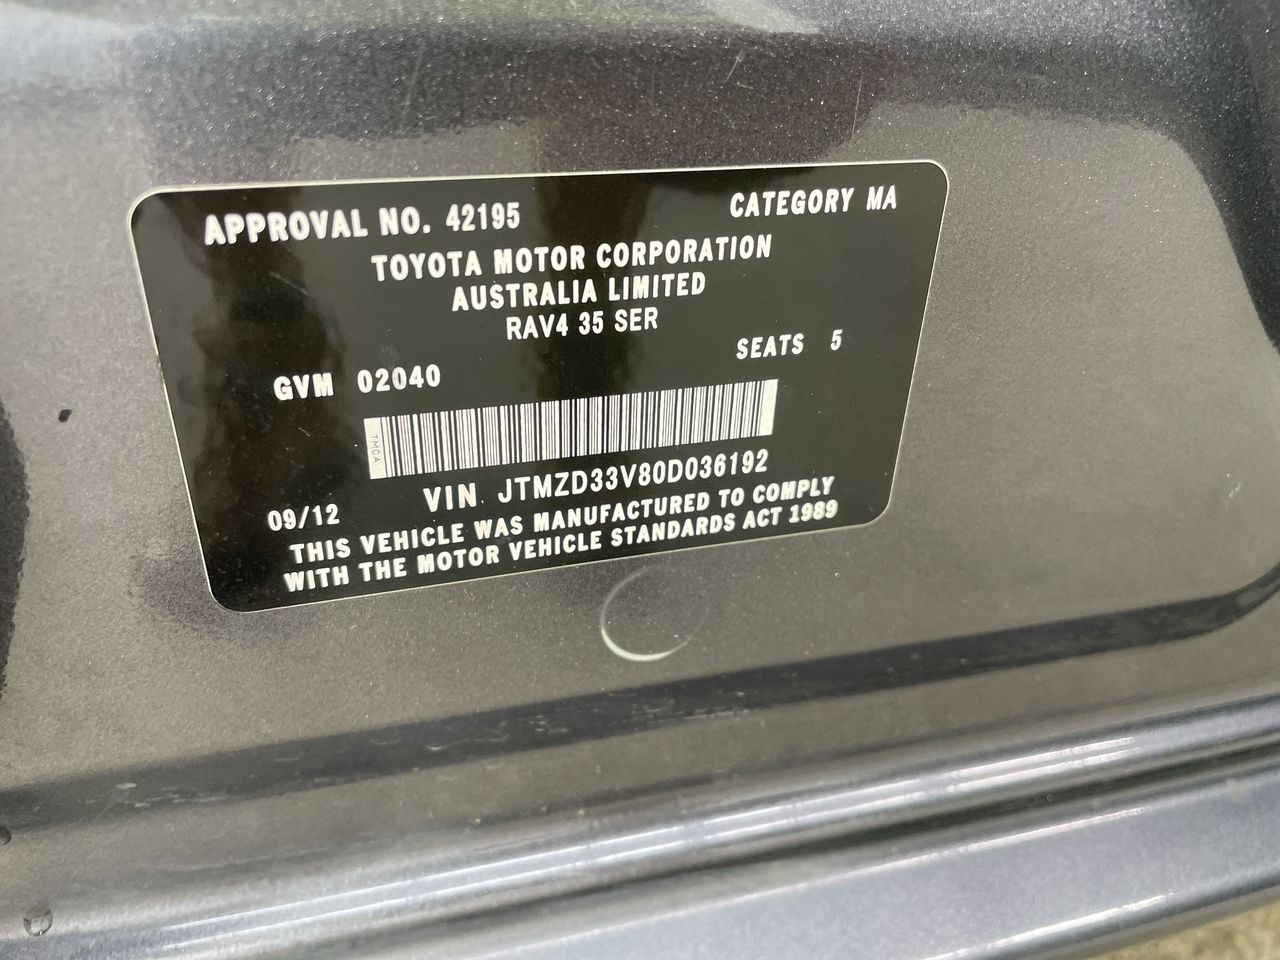 APPROVAL NO. 42195 CATEGORY MA
TOYOTA MOTOR CORPORATION
AUSTRALIA LIMITED
RAV4 35 SER
SEATS 5
GVM 02040
TMCA
VIN JTMZD33V80D036192
09/12
THIS VEHICLE WAS MANUFACTURED TO COMPLY
WITH THE MOTOR VEHICLE STANDARDS ACT 1989